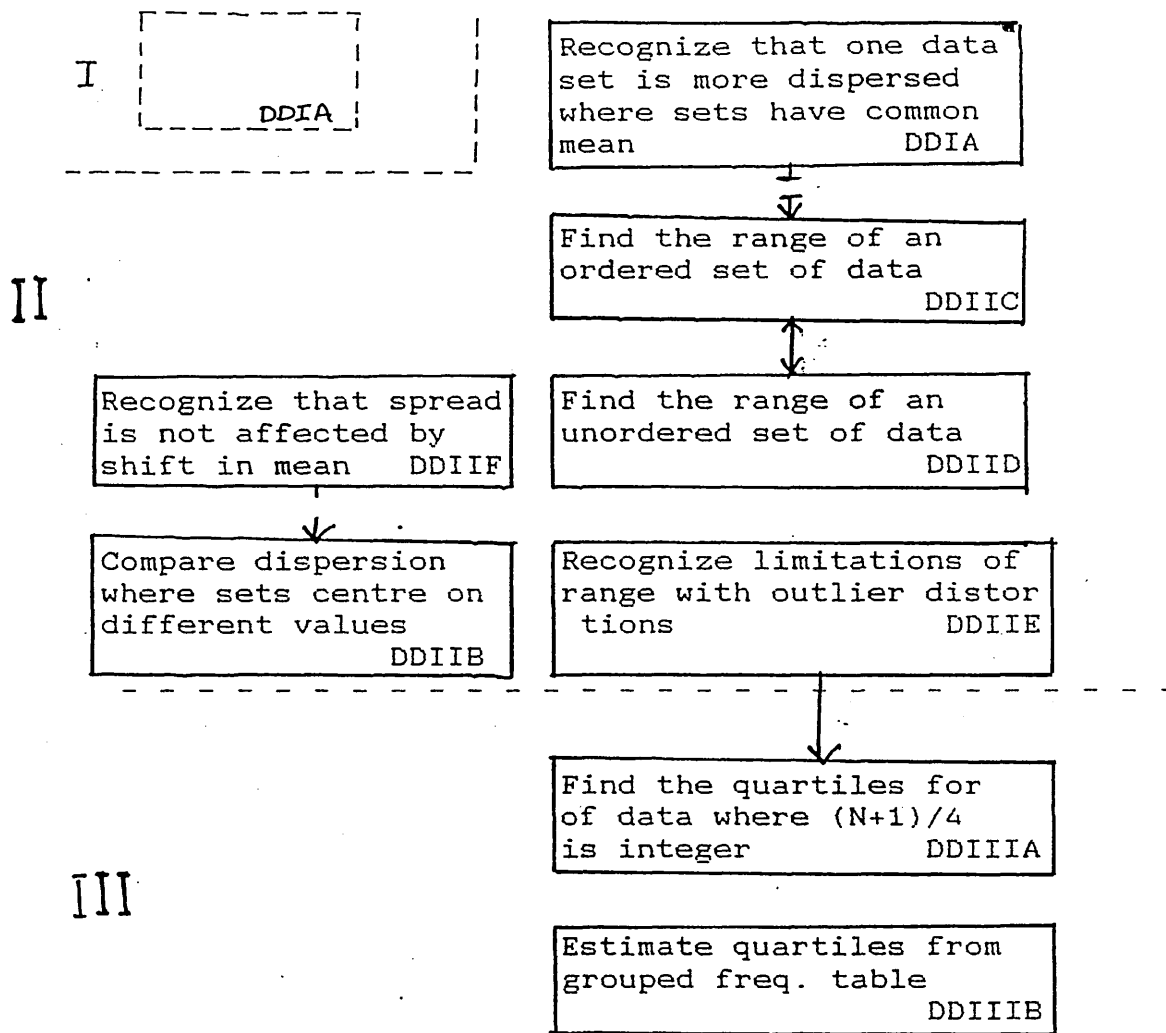 I
DDIA
Recognize that one data
set is more dispersed
where sets have common
mean DDIA
Find the range of an
ordered set of data
DDIIC
II
Recognize that spread
is not affected by
shift in mean DDIIF
Find the range of an
unordered set of data
DDIID
Compare dispersion
where sets centre on
different values
DDIIB
Recognize limitations of
range with outlier distor
tions DDIIE
Find the quartiles for
of data where (N+1)/4
is integer DDIIIA
III
Estimate quartiles from
grouped freq. table
DDIIIB